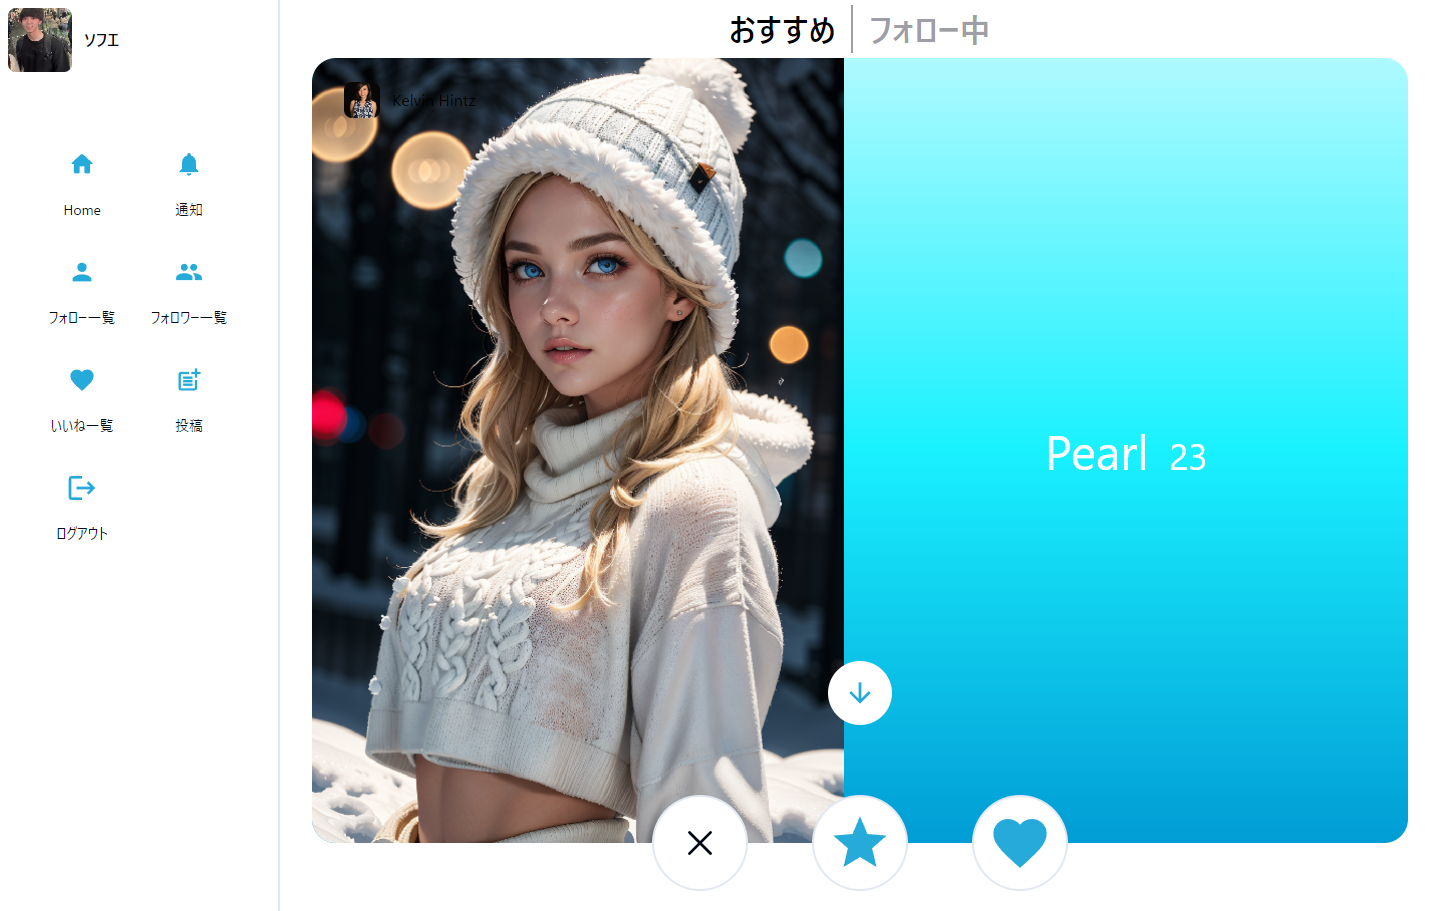 ソフエ
Home
通知
フォロー一覧
フォロワー一覧
いいね一覧
投稿
ログアウト
おすすめ
フォロー中
Kelvin Hintz
Pearl 23